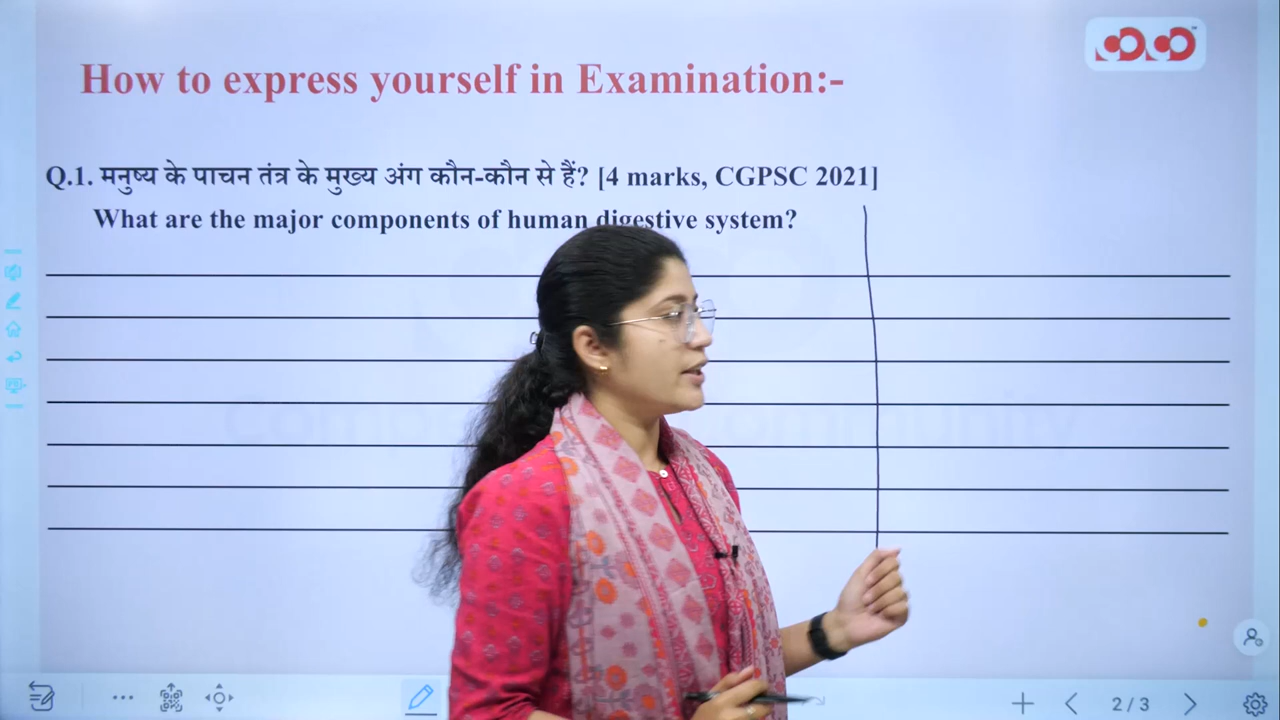 How to express yourself in Examination:-
Q.1. मनुष्य के पाचन तंत्र के मुख्य अंग कौन-कौन से हैं? [4 marks, CGPSC 2021]
What are the major components of human digestive system?
2 / 3